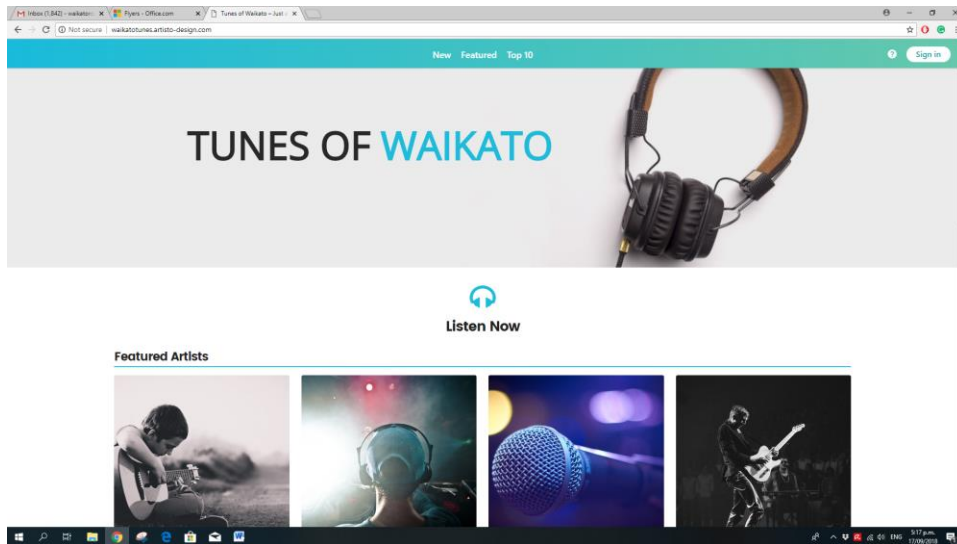 Inbox (1,842) - waikato
Flyers - Office.com
Tunes of Waikato – Just
Not secure | waikatotunes.artisto-design.com
New Featured Top 10
Sign in
TUNES OF WAIKATO
Listen Now
Featured Artists
ENG
5:17 p.m.
17/09/2018